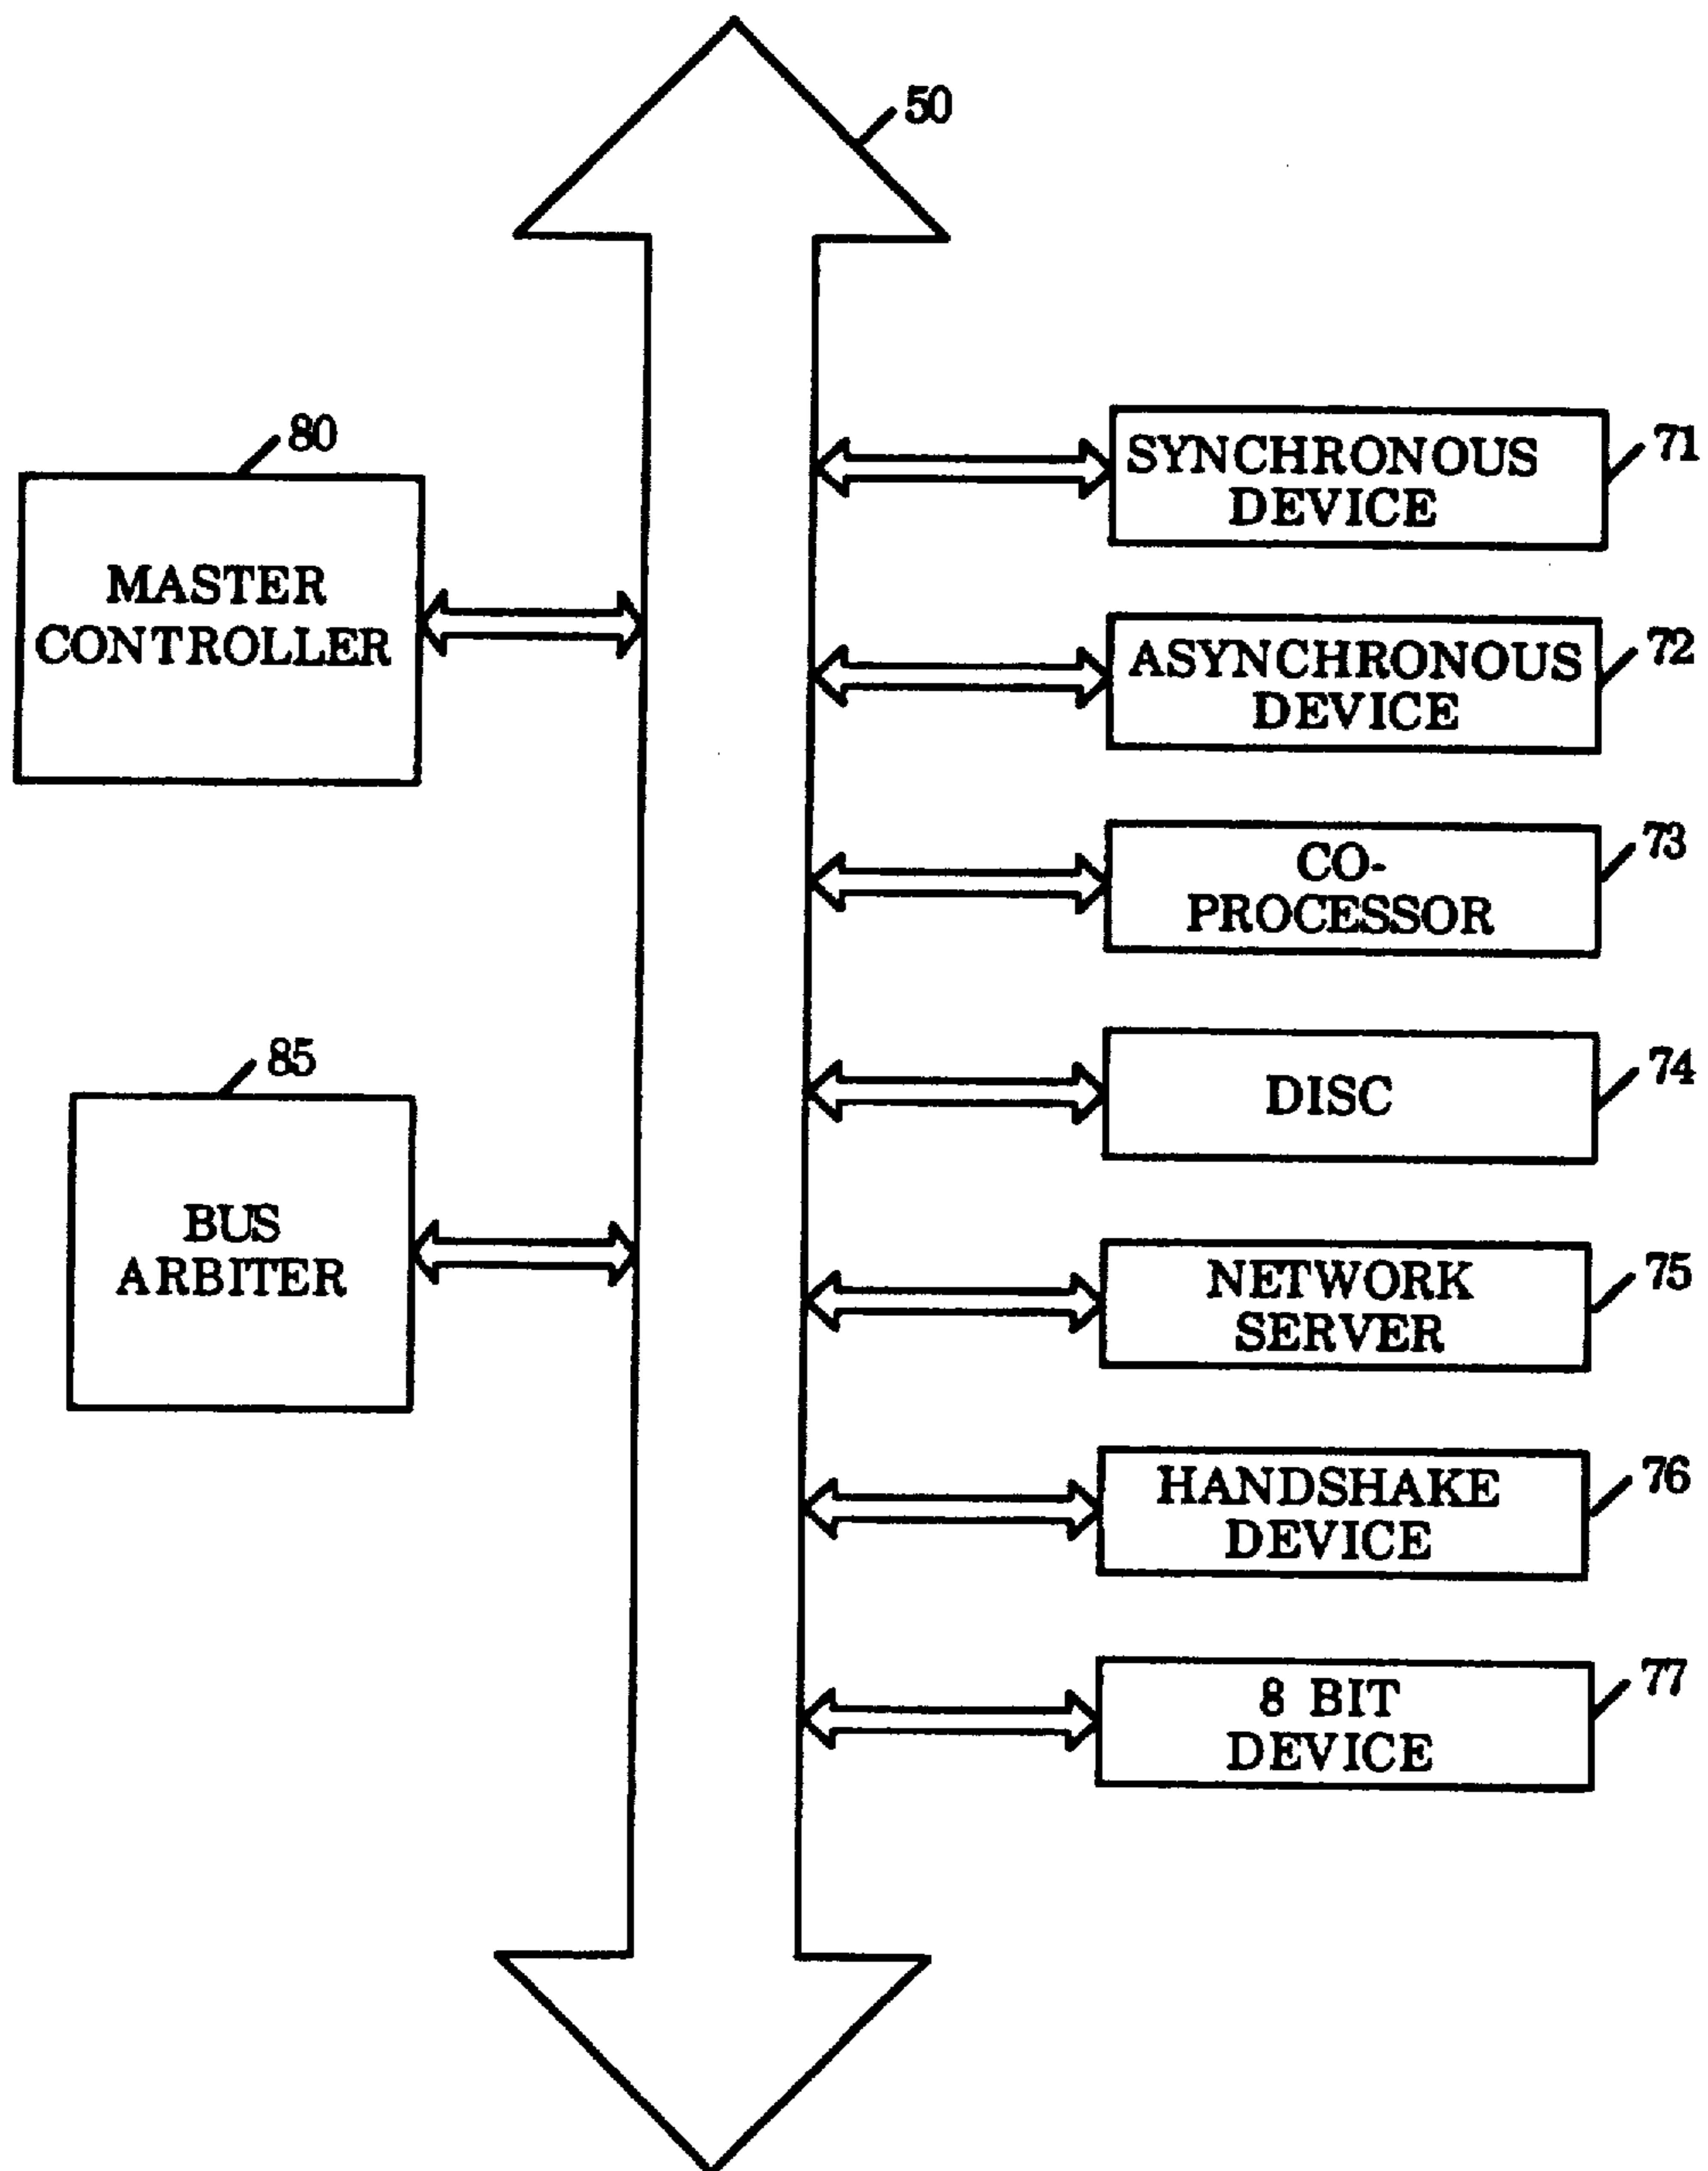 50
80
MASTER
CONTROLLER
85
BUS
ARBITER
SYNCHRONOUS
DEVICE
71
ASYNCHRONOUS
DEVICE
72
CO-
PROCESSOR
73
DISC
74
NETWORK
SERVER
75
HANDSHAKE
DEVICE
76
8 BIT
DEVICE
77